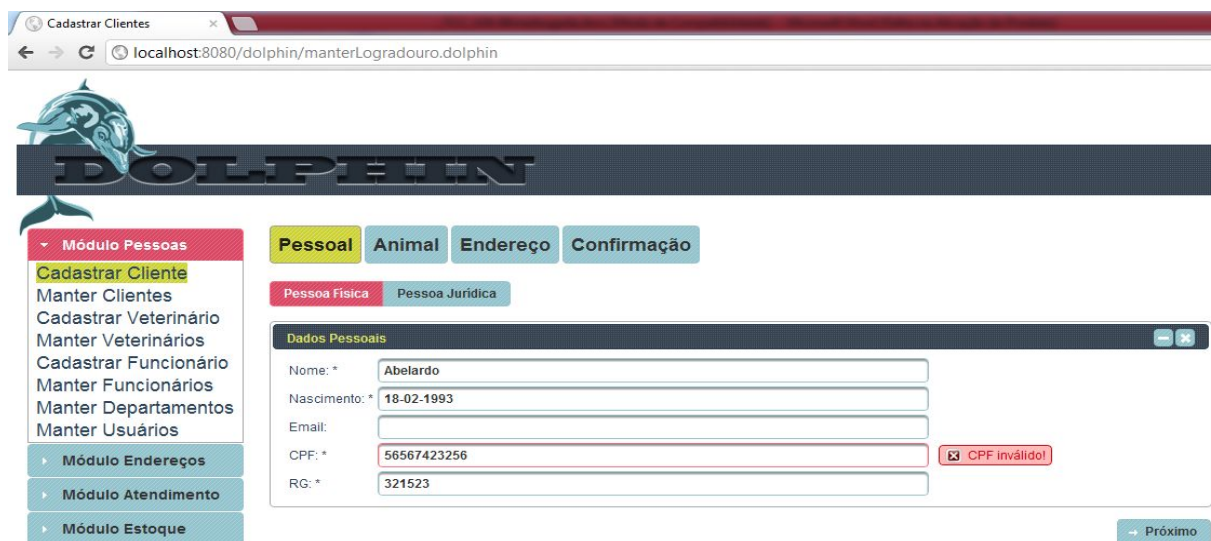 Cadastrar Clientes
localhost:8080/dolphin/manterLogradouro.dolphin
DOLPHIN
Módulo Pessoas
Cadastrar Cliente
Manter Clientes
Cadastrar Veterinário
Manter Veterinários
Cadastrar Funcionário
Manter Funcionários
Manter Departamentos
Manter Usuários
Módulo Endereços
Módulo Atendimento
Módulo Estoque
Pessoal Animal Endereço Confirmação
Pessoa Física Pessoa Jurídica
Dados Pessoais
Nome: * Abelardo
Nascimento: * 18-02-1993
Email:
CPF: * 56567423256 CPF inválido!
RG: * 321523
Próximo